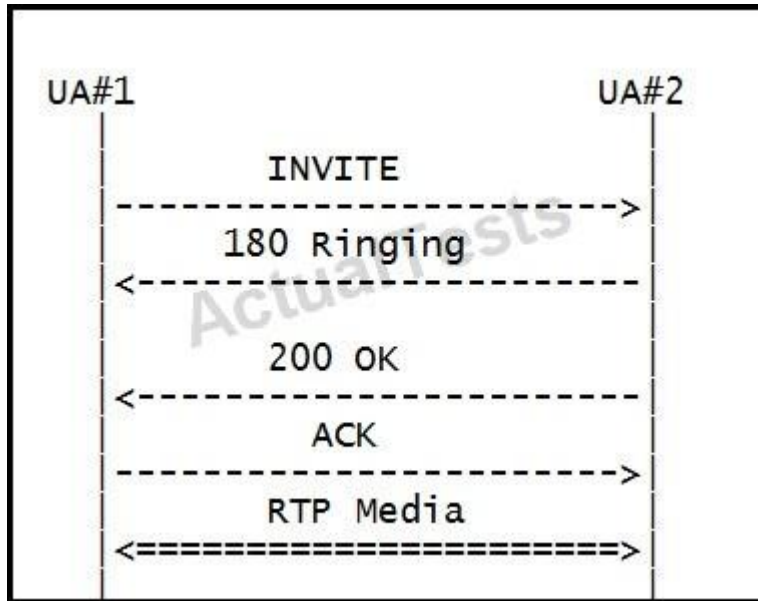 UA#1 UA#2
INVITE
180 Ringing
ActualTests
200 OK
ACK
RTP Media